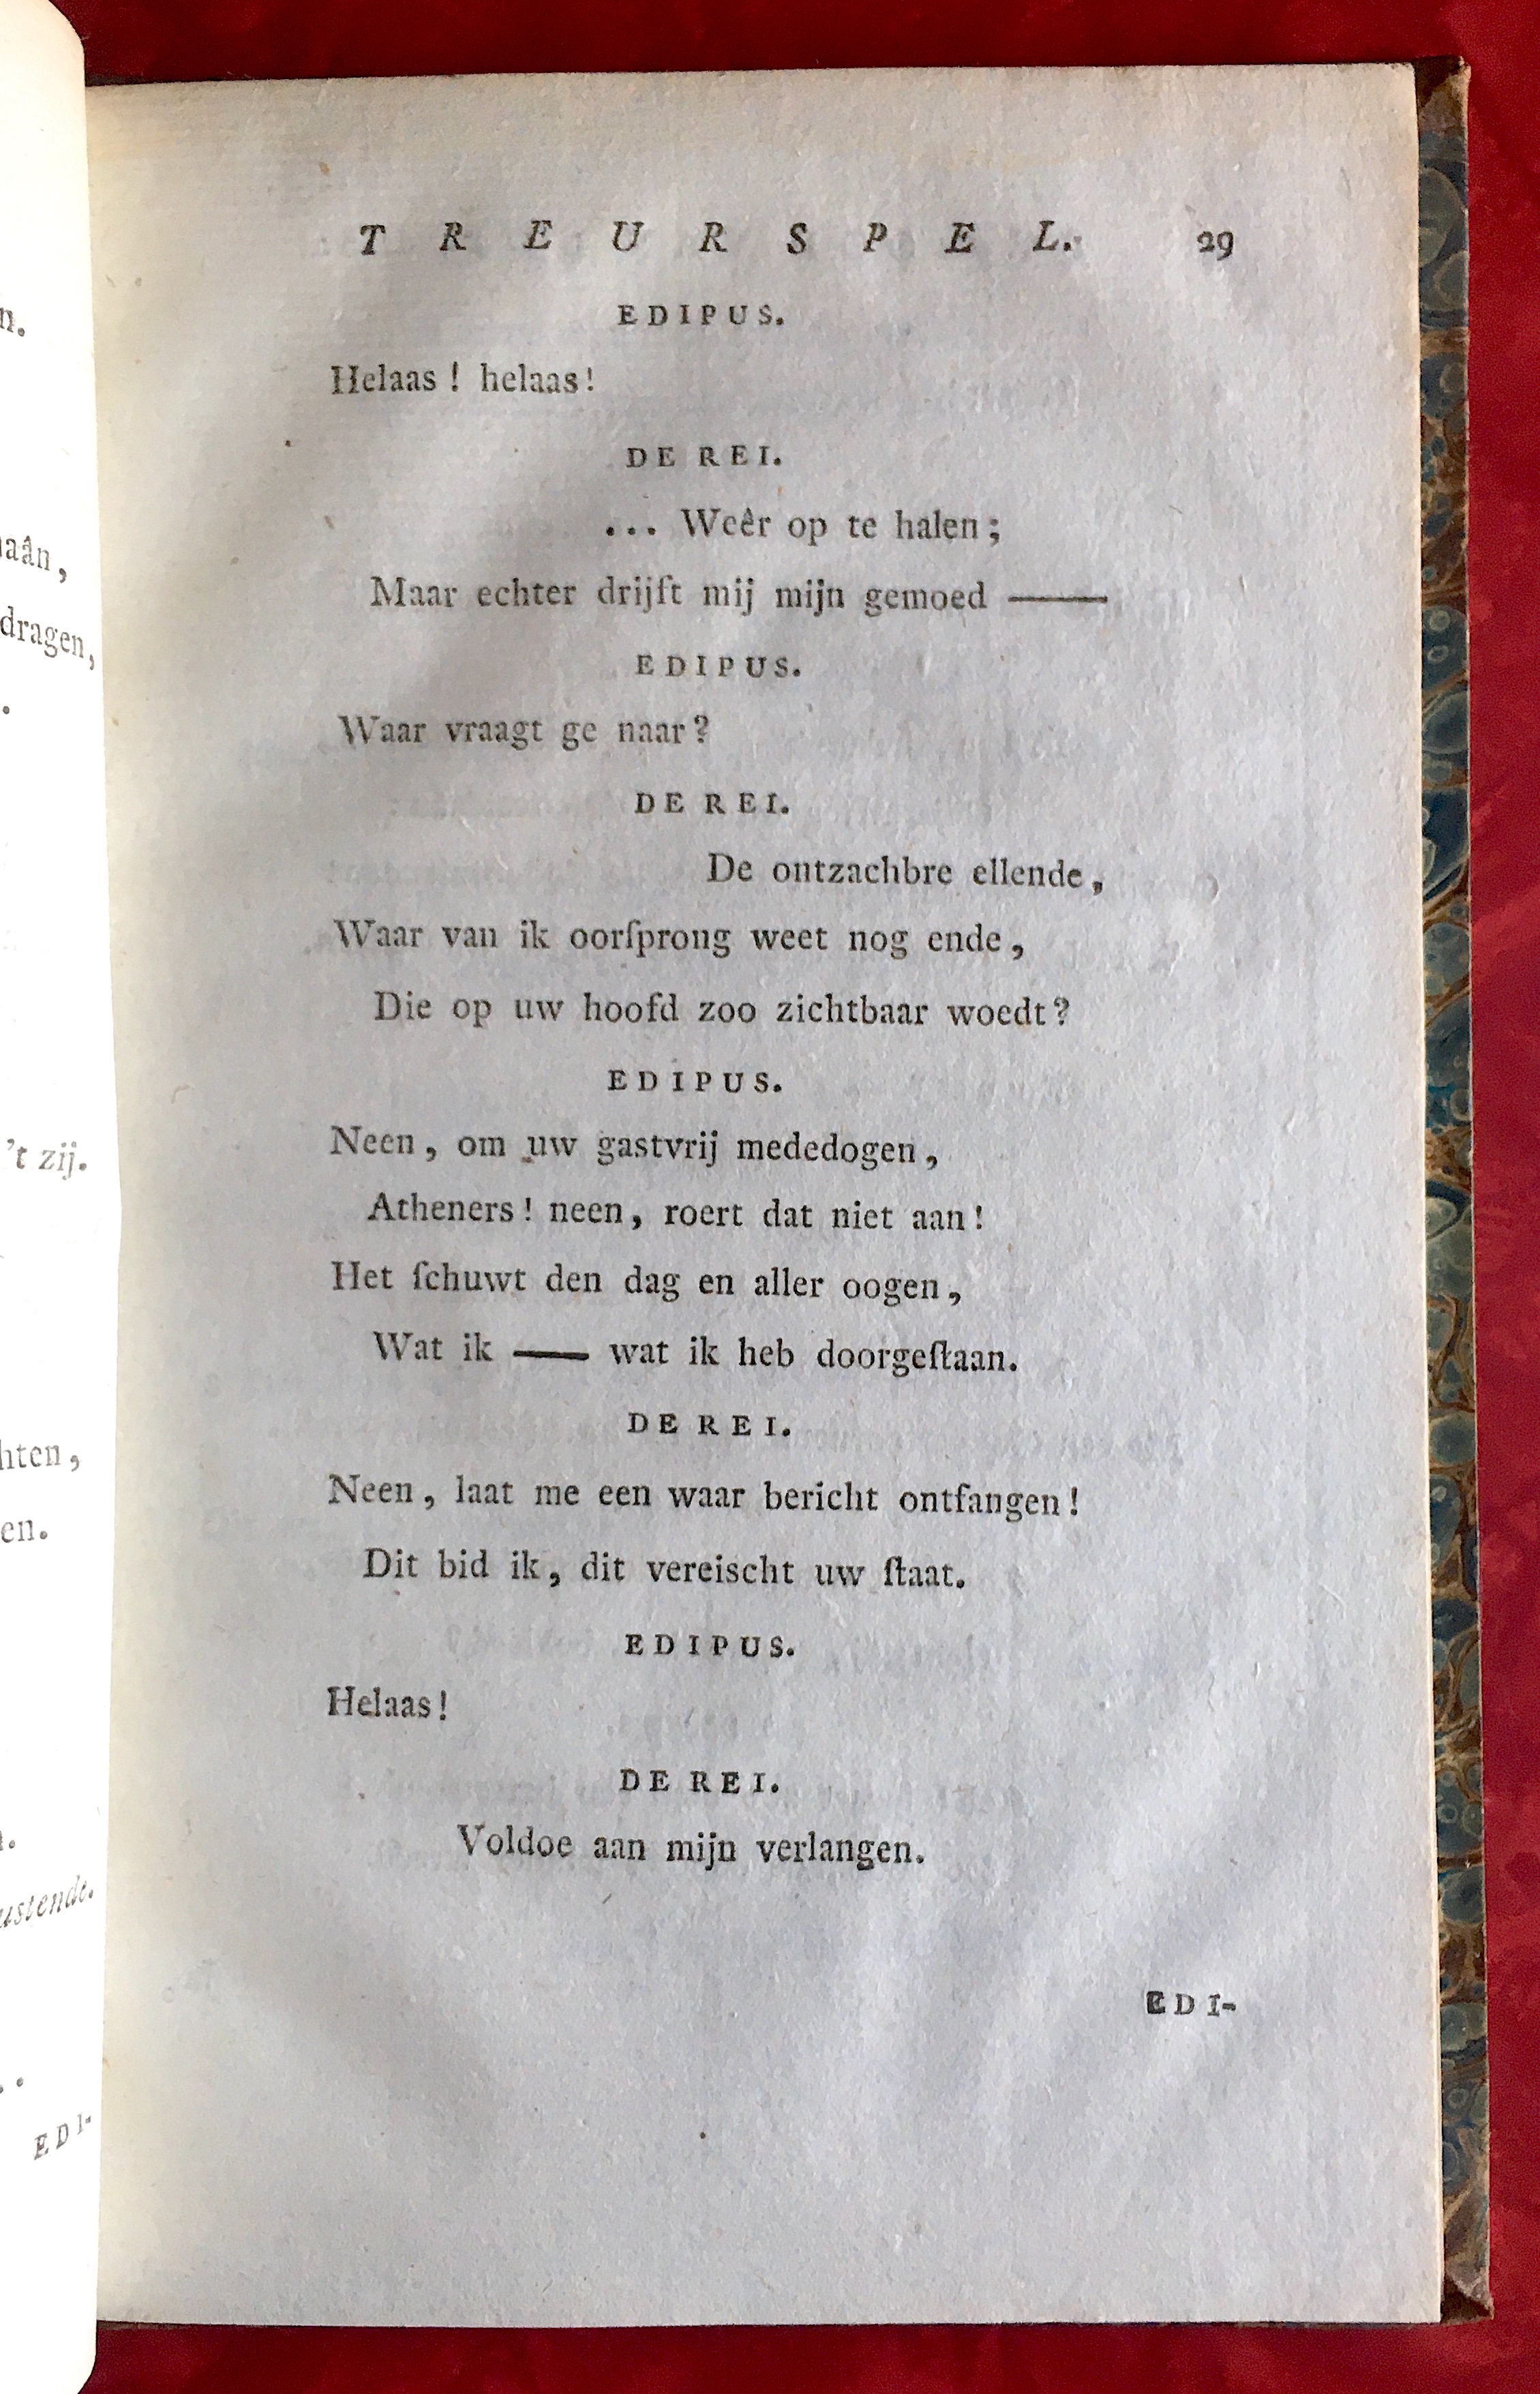 T R E U R S P E L. 29
EDIPUS.
Helaas! helaas!
DE REI.
... Weêr op te halen;
Maar echter drijft mij mijn gemoed ——
EDIPUS.
Waar vraagt ge naar?
DE REI.
De ontzachbre ellende,
Waar van ik oorſprong weet nog ende,
Die op uw hoofd zoo zichtbaar woedt?
EDIPUS.
Neen, om uw gastvrij mededogen,
Atheners! neen, roert dat niet aan!
Het ſchuwt den dag en aller oogen,
Wat ik —— wat ik heb doorgeſtaan.
DE REI.
Neen, laat me een waar bericht ontfangen!
Dit bid ik, dit vereischt uw ſtaat.
EDIPUS.
Helaas!
DE REI.
Voldoe aan mijn verlangen.
EDI-
dragen,
't zij.
EDI-